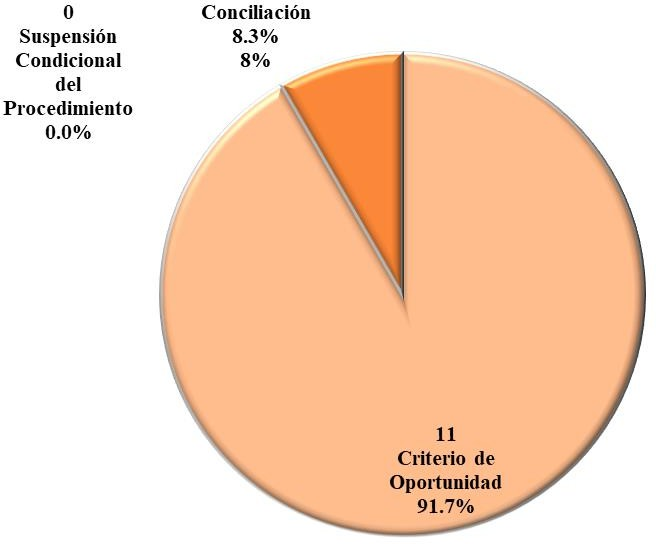 0
Suspensión
Condicional
del
Procedimiento
0.0%
Conciliación
8.3%
8%
11
Criterio de
Oportunidad
91.7%